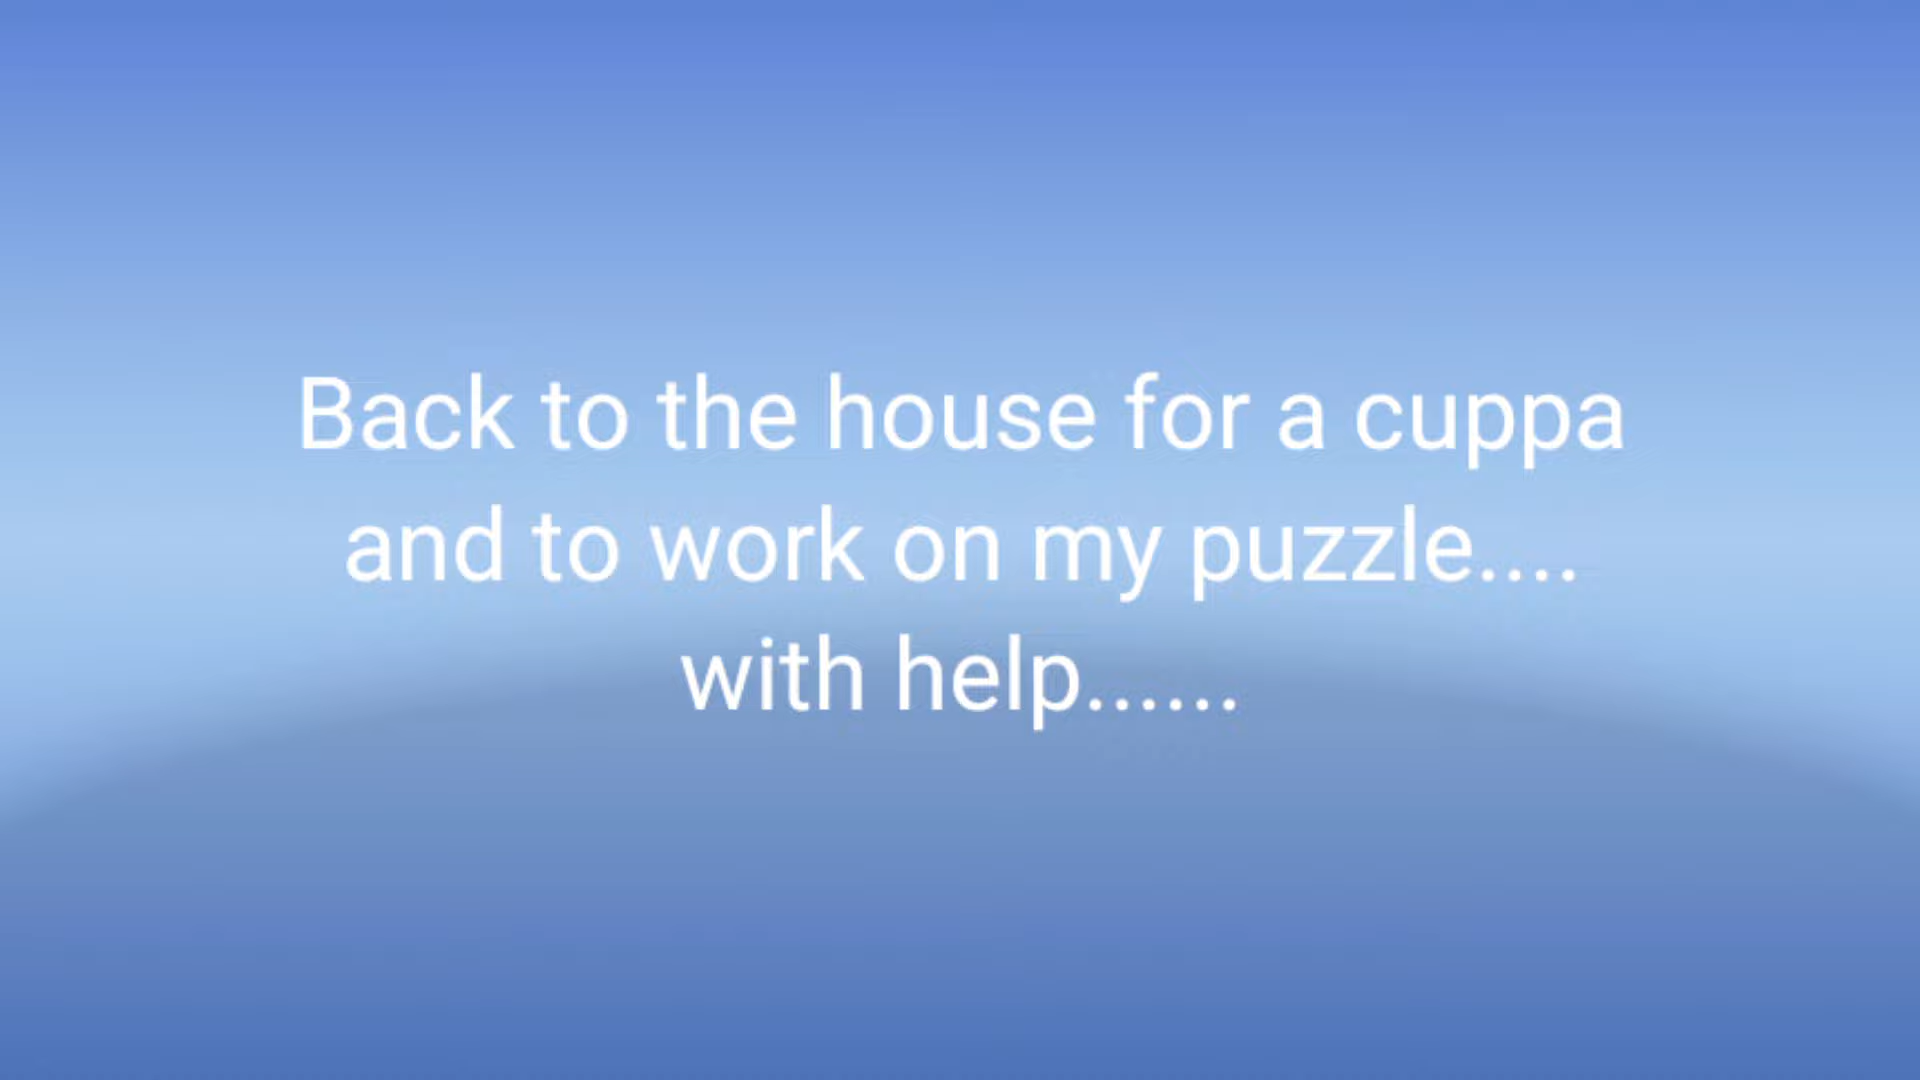 Back to the house for a cuppa
and to work on my puzzle....
with help......